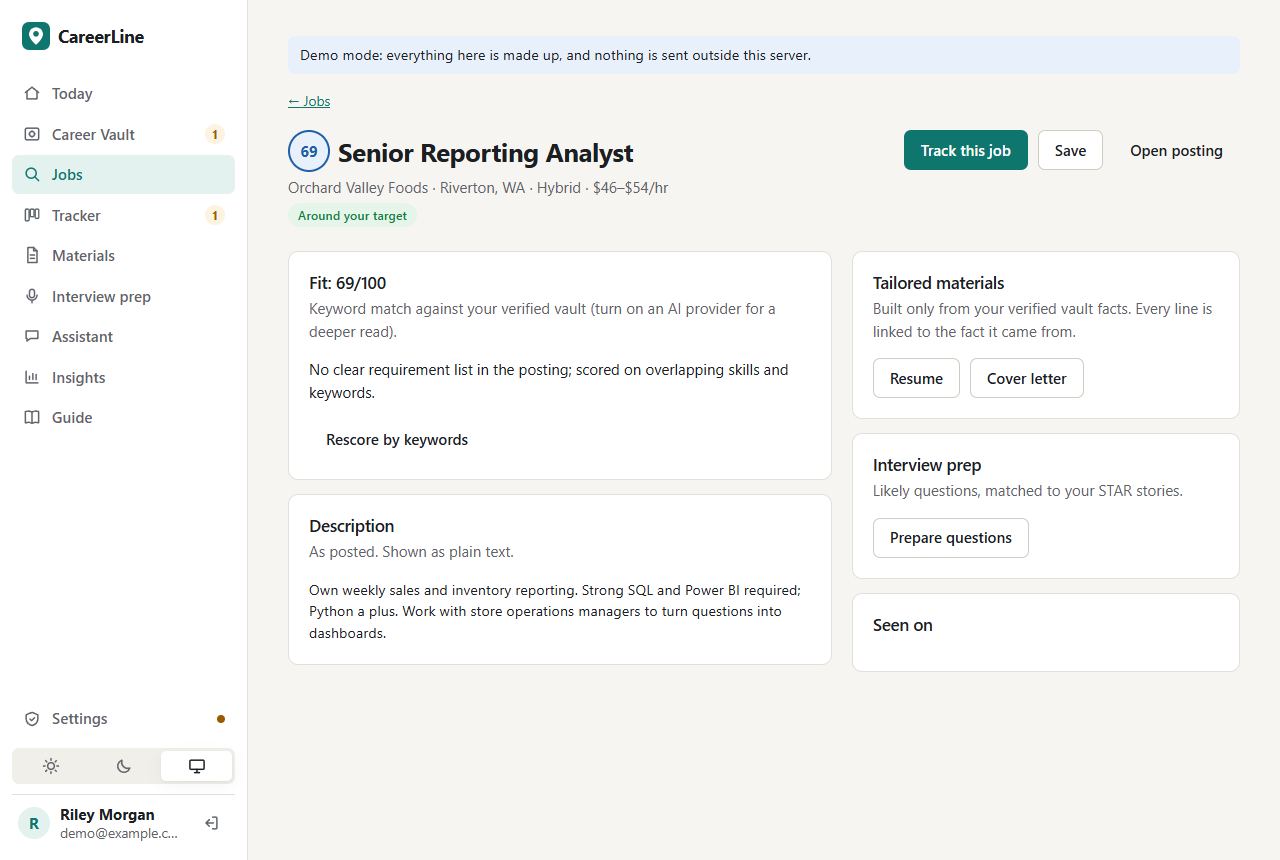 CareerLine
Today
Career Vault 1
Jobs
Tracker 1
Materials
Interview prep
Assistant
Insights
Guide
Settings
R
Riley Morgan
demo@example.c...
Demo mode: everything here is made up, and nothing is sent outside this server.
← Jobs
69 Senior Reporting Analyst
Orchard Valley Foods · Riverton, WA · Hybrid · $46–$54/hr
Around your target
Track this job
Save
Open posting
Fit: 69/100
Keyword match against your verified vault (turn on an AI provider for a
deeper read).
No clear requirement list in the posting; scored on overlapping skills and
keywords.
Rescore by keywords
Description
As posted. Shown as plain text.
Own weekly sales and inventory reporting. Strong SQL and Power BI required;
Python a plus. Work with store operations managers to turn questions into
dashboards.
Tailored materials
Built only from your verified vault facts. Every line is
linked to the fact it came from.
Resume
Cover letter
Interview prep
Likely questions, matched to your STAR stories.
Prepare questions
Seen on